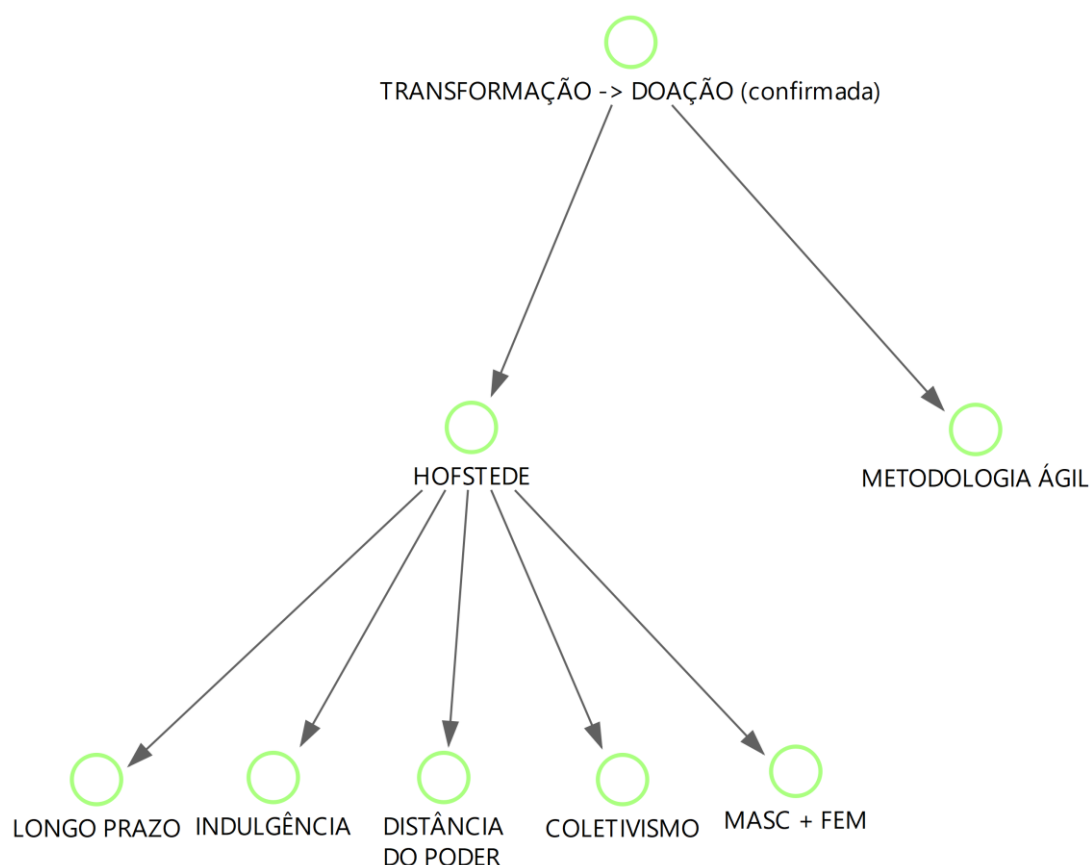 TRANSFORMAÇÃO -> DOAÇÃO (confirmada)
HOFSTEDE
METODOLOGIA ÁGIL
LONGO PRAZO
INDULGÊNCIA
DISTÂNCIA
DO PODER
COLETIVISMO
MASC + FEM